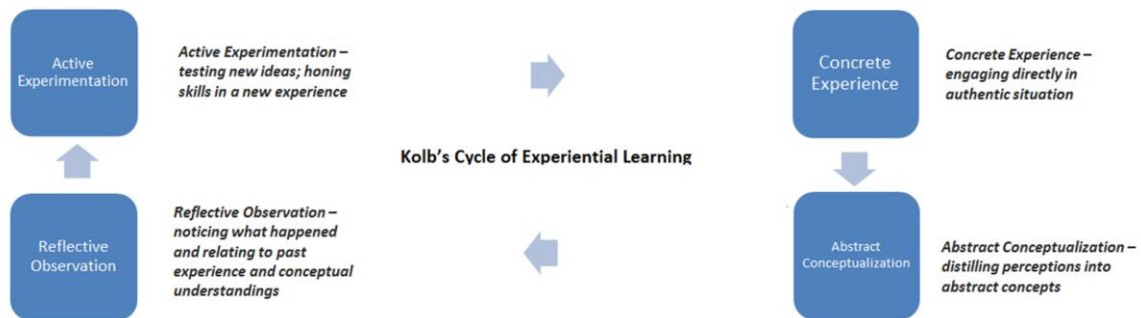 Active
Experimentation
Active Experimentation –
testing new ideas; honing
skills in a new experience
Concrete
Experience
Concrete Experience –
engaging directly in
authentic situation
Kolb's Cycle of Experiential Learning
Reflective
Observation
Reflective Observation –
noticing what happened
and relating to past
experience and conceptual
understandings
Abstract
Conceptualization
Abstract Conceptualization –
distilling perceptions into
abstract concepts